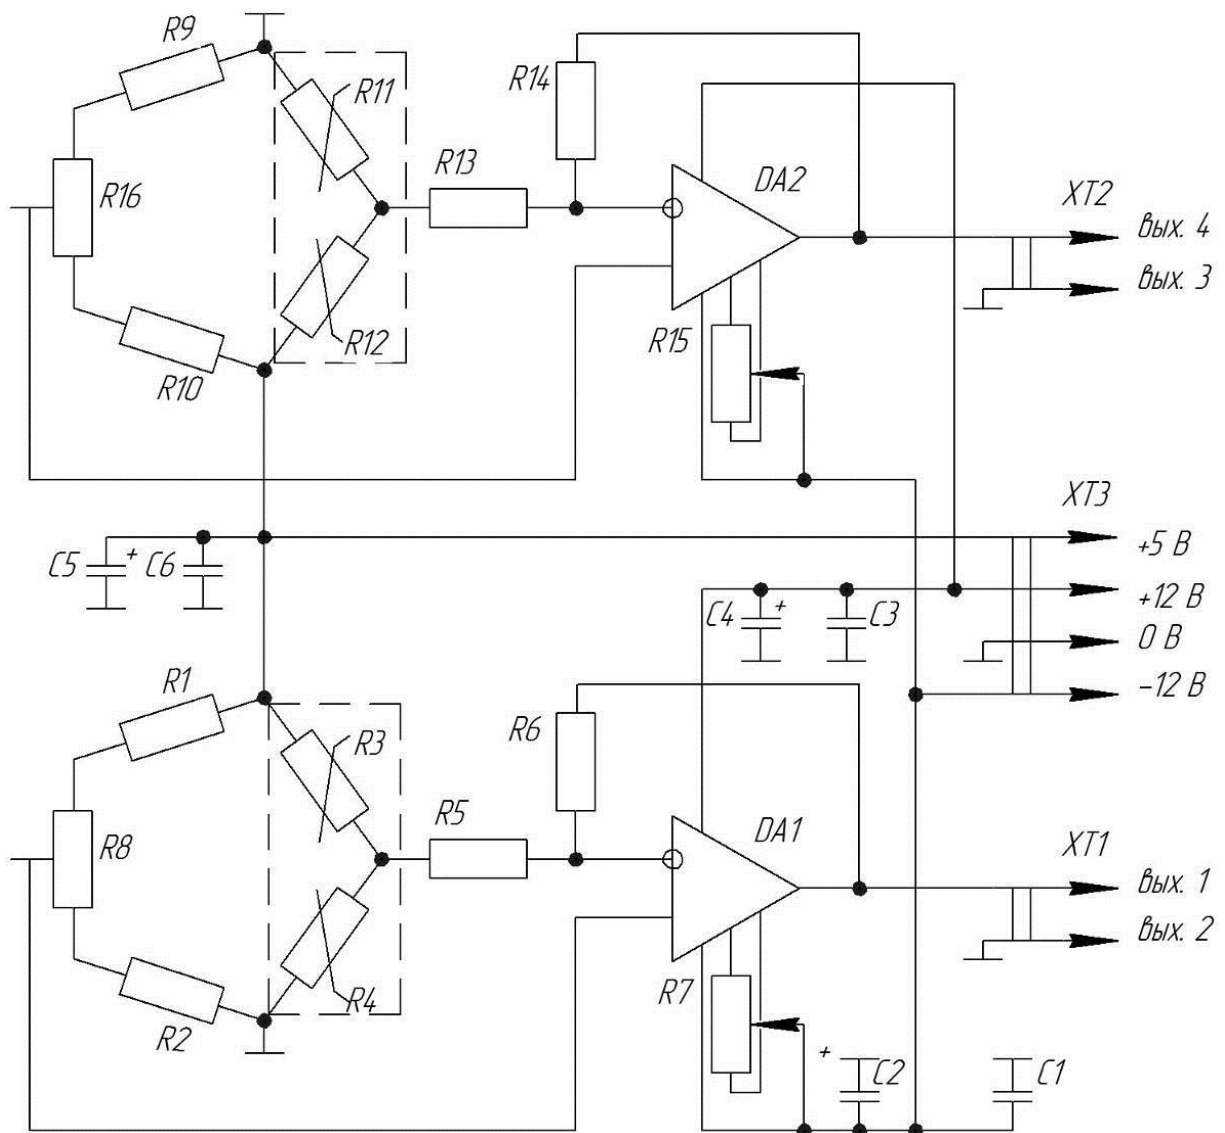 R9
R11
R14
R13
R16
DA2
XT2
вых. 4
вых. 3
R12
R15
R10
XT3
+5 В
C5
+
C6
+12 В
C4
+
C3
0 В
−12 В
R1
R3
R6
R5
R8
DA1
XT1
вых. 1
вых. 2
R4
R7
R2
+
C2
C1